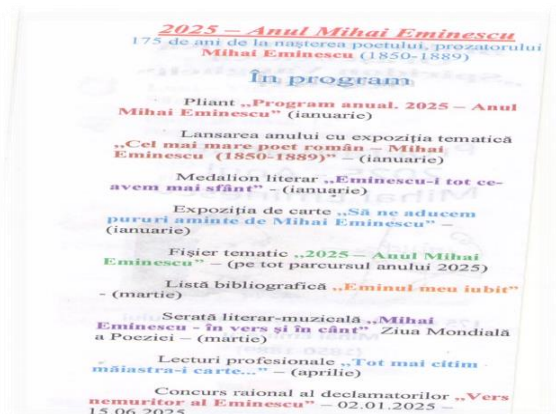 2025 – Anul Mihai Eminescu
175 de ani de la nașterea poetului, prozatorului
Mihai Eminescu (1850-1889)
În program
Pliant „Program anual. 2025 – Anul
Mihai Eminescu” (ianuarie)
Lansarea anului cu expoziția tematică
„Cel mai mare poet român – Mihai
Eminescu (1850-1889)” – (ianuarie)
Medalion literar „Eminescu-i tot ce-
avem mai sfânt” - (ianuarie)
Expoziția de carte „Să ne aducem
pururi aminte de Mihai Eminescu” –
(ianuarie)
Fișier tematic „2025 – Anul Mihai
Eminescu” – (pe tot parcursul anului 2025)
Listă bibliografică „Eminul meu iubit”
- (martie)
Serată literar-muzicală „Mihai
Eminescu - în vers și în cânt” Ziua Mondială
a Poeziei – (martie)
Lecturi profesionale „Tot mai citim
măiastra-i carte...” – (aprilie)
Concurs raional al declamatorilor „Vers
nemuritor al Eminescu” – 02.01.2025 –
15.06.2025